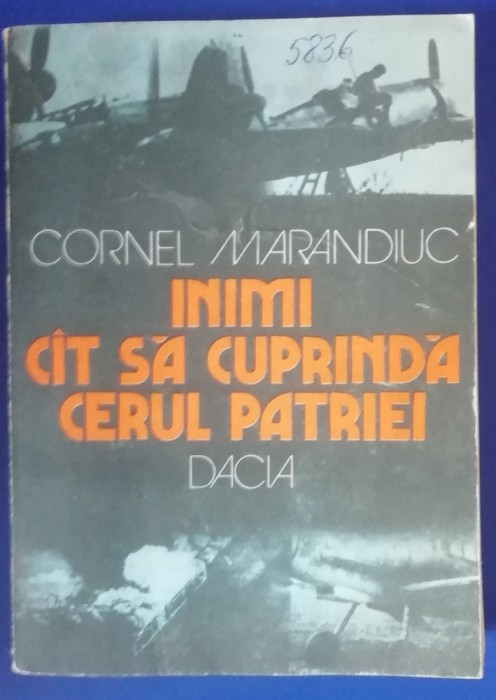 5836
CORNEL MARANDIUC
INIMI
CÎT SĂ CUPRINDĂ
CERUL PATRIEI
DACIA